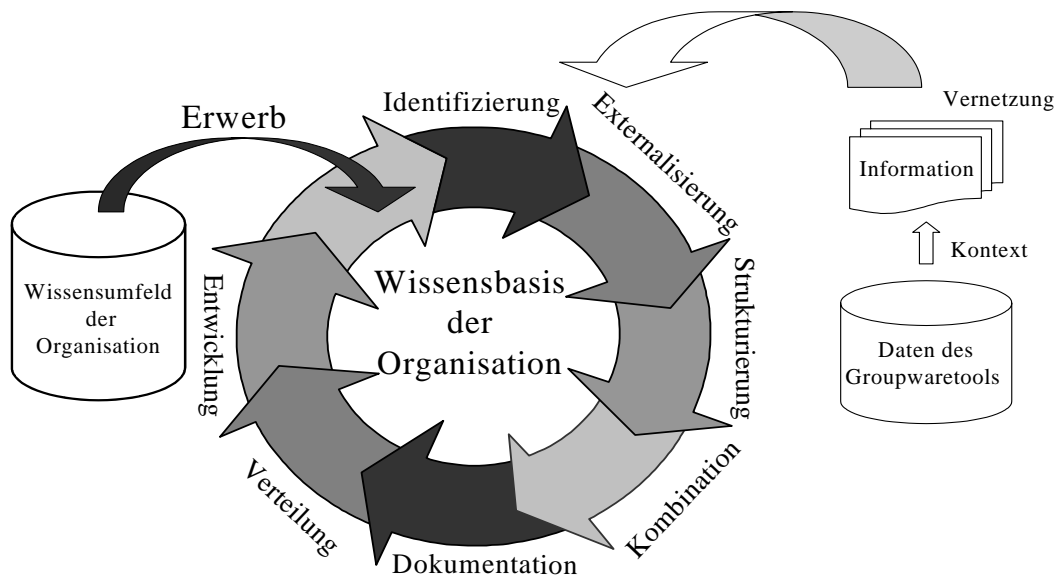 Identifizierung
Externalisierung
Strukturierung
Kombination
Dokumentation
Verteilung
Entwicklung
Erwerb
Wissensumfeld
der
Organisation
Wissensbasis
der
Organisation
Vernetzung
Information
Kontext
Daten des
Groupwaretools